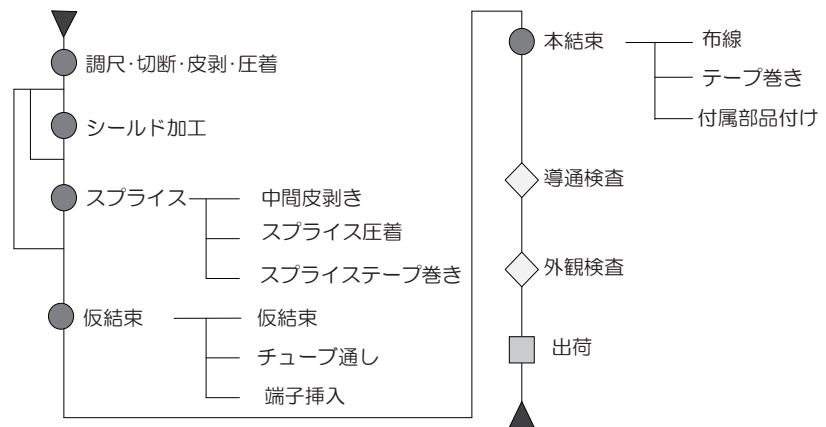 調尺・切断・皮剥・圧着
シールド加工
スプライス
中間皮剥き
スプライス圧着
スプライステープ巻き
仮結束
仮結束
チューブ通し
端子挿入
本結束
布線
テープ巻き
付属部品付け
導通検査
外観検査
出荷